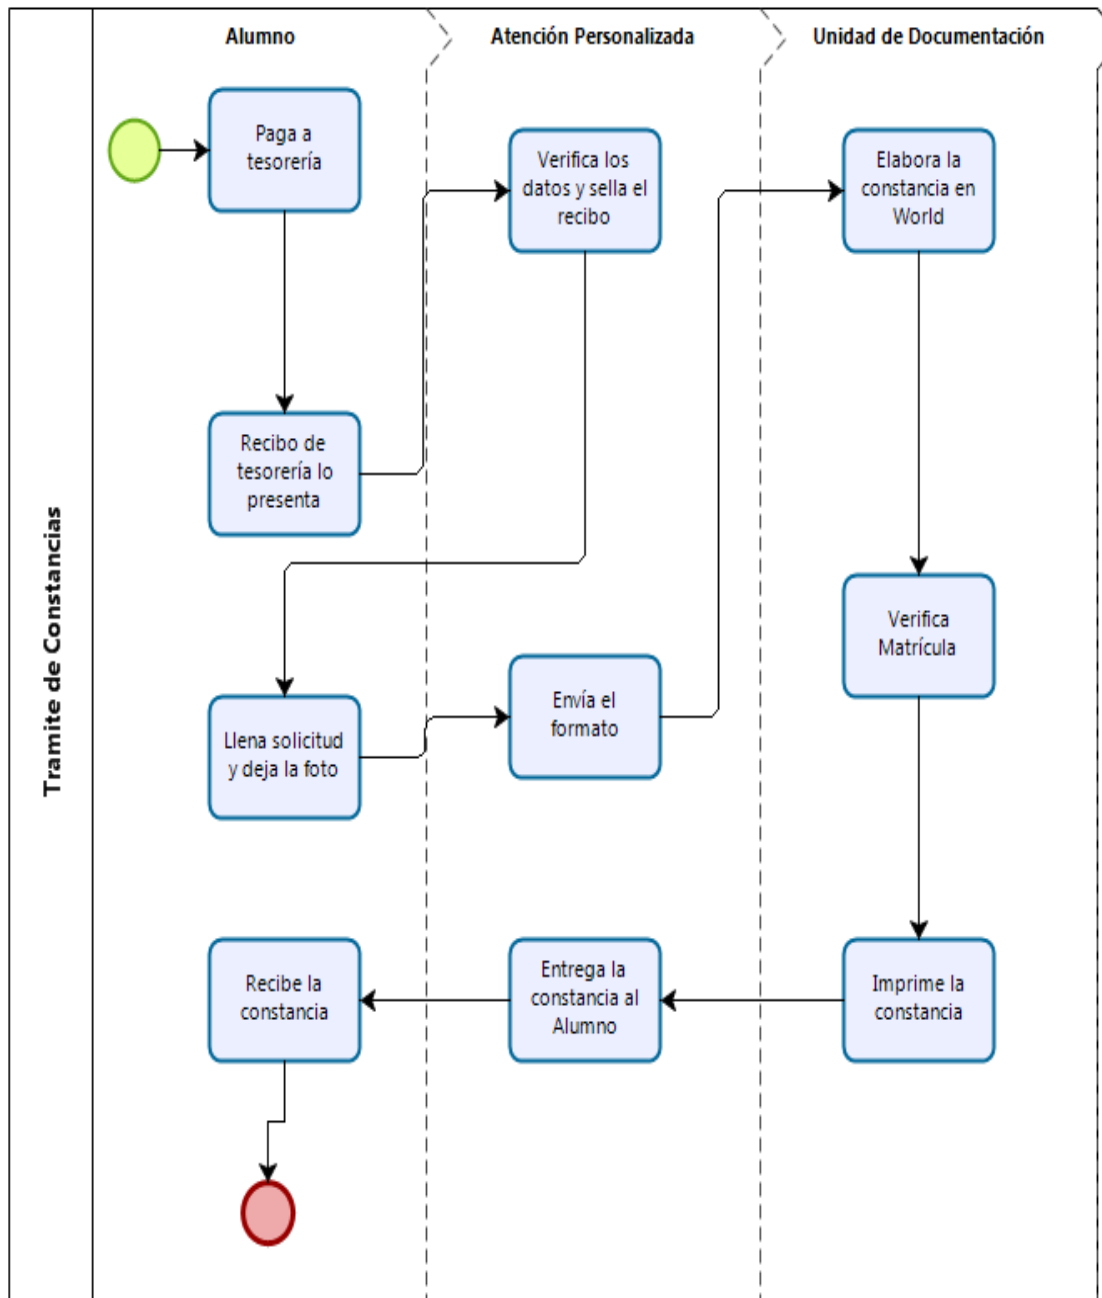 Tramite de Constancias
Alumno
Atención Personalizada
Unidad de Documentación
Paga a
tesorería
Verifica los
datos y sella el
recibo
Elabora la
constancia en
World
Recibo de
tesorería lo
presenta
Verifica
Matrícula
Llena solicitud
y deja la foto
Envía el
formato
Recibe la
constancia
Entrega la
constancia al
Alumno
Imprime la
constancia